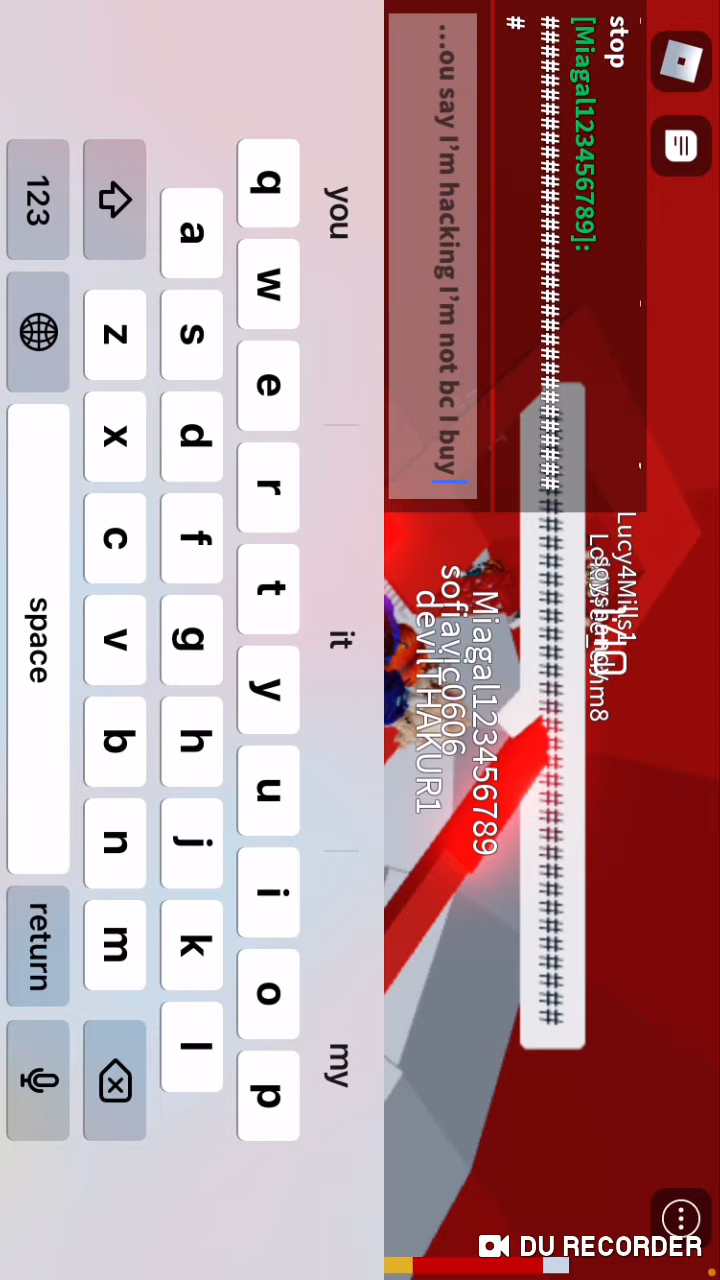 stop
[Miagal123456789]:
################################################
#
...ou say I'm hacking I'm not bc I buy
Lucy4Mills1
Miagal123456789
sofiavic0606
devilTHAKUR1
you it my
q w e r t y u i o p
a s d f g h j k l
z x c v b n m
123 space return
DU RECORDER